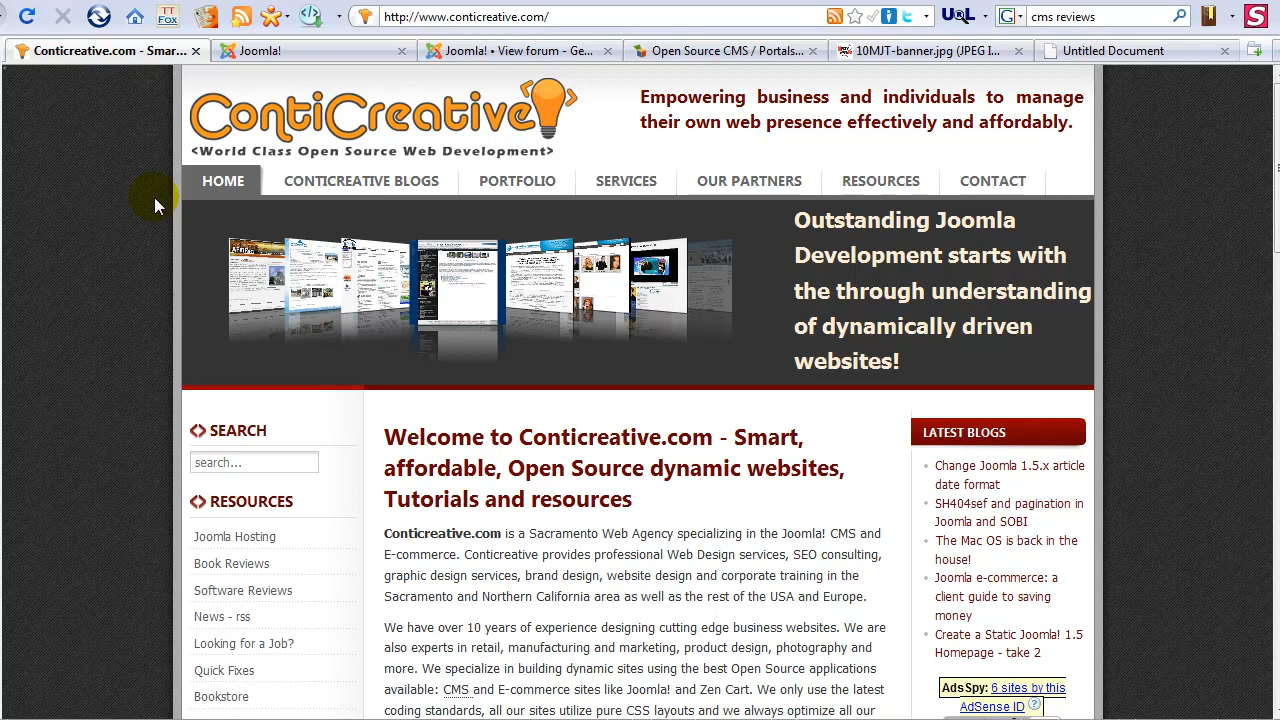 TT
Fox
http://www.conticreative.com/
URL
G
cms reviews
S
Conticreative.com - Smar...
Joomla!
Joomla! • View forum - Ge...
Open Source CMS / Portals...
10MJT-banner.jpg (JPEG I...
Untitled Document
ContiCreative
<World Class Open Source Web Development>
Empowering business and individuals to manage
their own web presence effectively and affordably.
HOME
CONTICREATIVE BLOGS
PORTFOLIO
SERVICES
OUR PARTNERS
RESOURCES
CONTACT
Outstanding Joomla
Development starts with
the through understanding
of dynamically driven
websites!
SEARCH
search...
RESOURCES
Joomla Hosting
Book Reviews
Software Reviews
News - rss
Looking for a Job?
Quick Fixes
Bookstore
Welcome to Conticreative.com - Smart,
affordable, Open Source dynamic websites,
Tutorials and resources
Conticreative.com is a Sacramento Web Agency specializing in the Joomla! CMS and
E-commerce. Conticreative provides professional Web Design services, SEO consulting,
graphic design services, brand design, website design and corporate training in the
Sacramento and Northern California area as well as the rest of the USA and Europe.
We have over 10 years of experience designing cutting edge business websites. We are
also experts in retail, manufacturing and marketing, product design, photography and
more. We specialize in building dynamic sites using the best Open Source applications
available: CMS and E-commerce sites like Joomla! and Zen Cart. We only use the latest
coding standards, all our sites utilize pure CSS layouts and we always optimize all our
LATEST BLOGS
Change Joomla 1.5.x article
date format
SH404sef and pagination in
Joomla and SOBI
The Mac OS is back in the
house!
Joomla e-commerce: a
client guide to saving
money
Create a Static Joomla! 1.5
Homepage - take 2
AdsSpy: 6 sites by this
AdSense ID